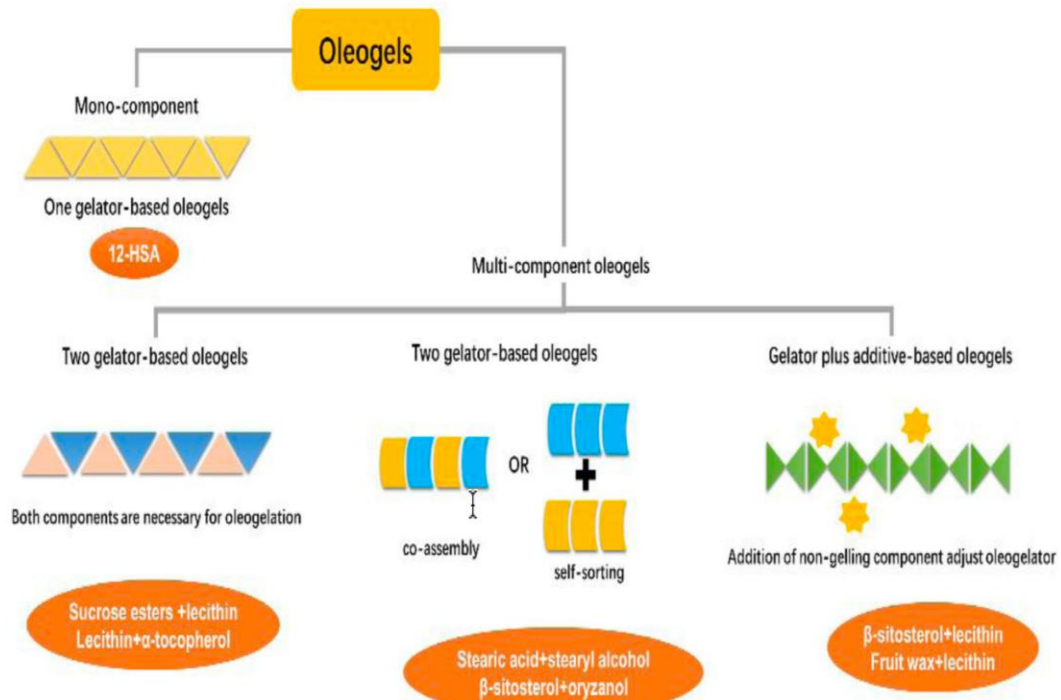 Oleogels
Mono-component
One gelator-based oleogels
12-HSA
Multi-component oleogels
Two gelator-based oleogels
Both components are necessary for oleogelation
Sucrose esters +lecithin
Lecithin+α-tocopherol
Two gelator-based oleogels
OR
co-assembly
self-sorting
Stearic acid+stearyl alcohol
β-sitosterol+oryzanol
Gelator plus additive-based oleogels
Addition of non-gelling component adjust oleogelator
β-sitosterol+lecithin
Fruit wax+lecithin